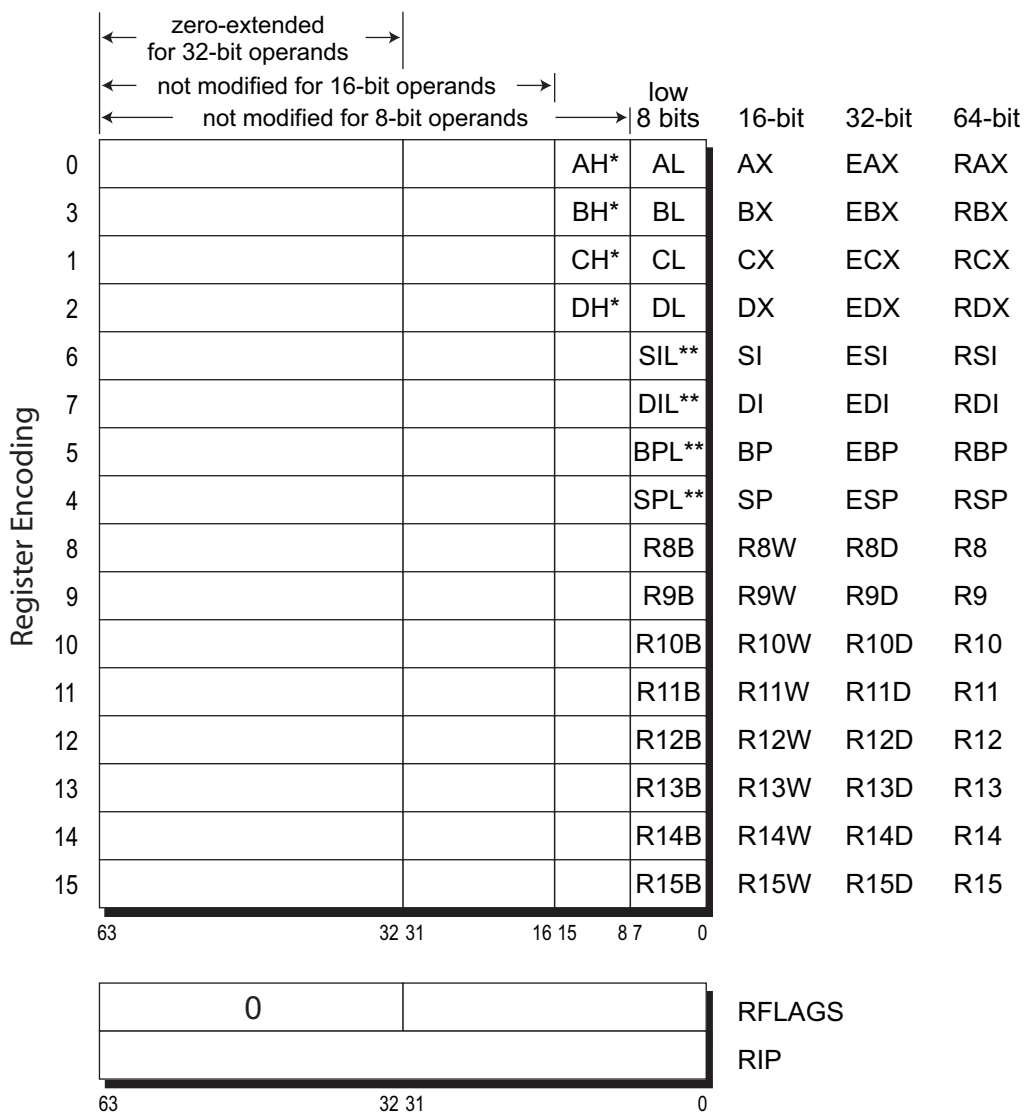 zero-extended
for 32-bit operands
not modified for 16-bit operands
low
not modified for 8-bit operands 8 bits 16-bit 32-bit 64-bit
0 AH* AL AX EAX RAX
3 BH* BL BX EBX RBX
1 CH* CL CX ECX RCX
2 DH* DL DX EDX RDX
6 SIL** SI ESI RSI
7 DIL** DI EDI RDI
5 BPL** BP EBP RBP
4 SPL** SP ESP RSP
8 R8B R8W R8D R8
9 R9B R9W R9D R9
10 R10B R10W R10D R10
11 R11B R11W R11D R11
12 R12B R12W R12D R12
13 R13B R13W R13D R13
14 R14B R14W R14D R14
15 R15B R15W R15D R15
Register Encoding
63 32 31 16 15 8 7 0
0 RFLAGS
RIP
63 32 31 0